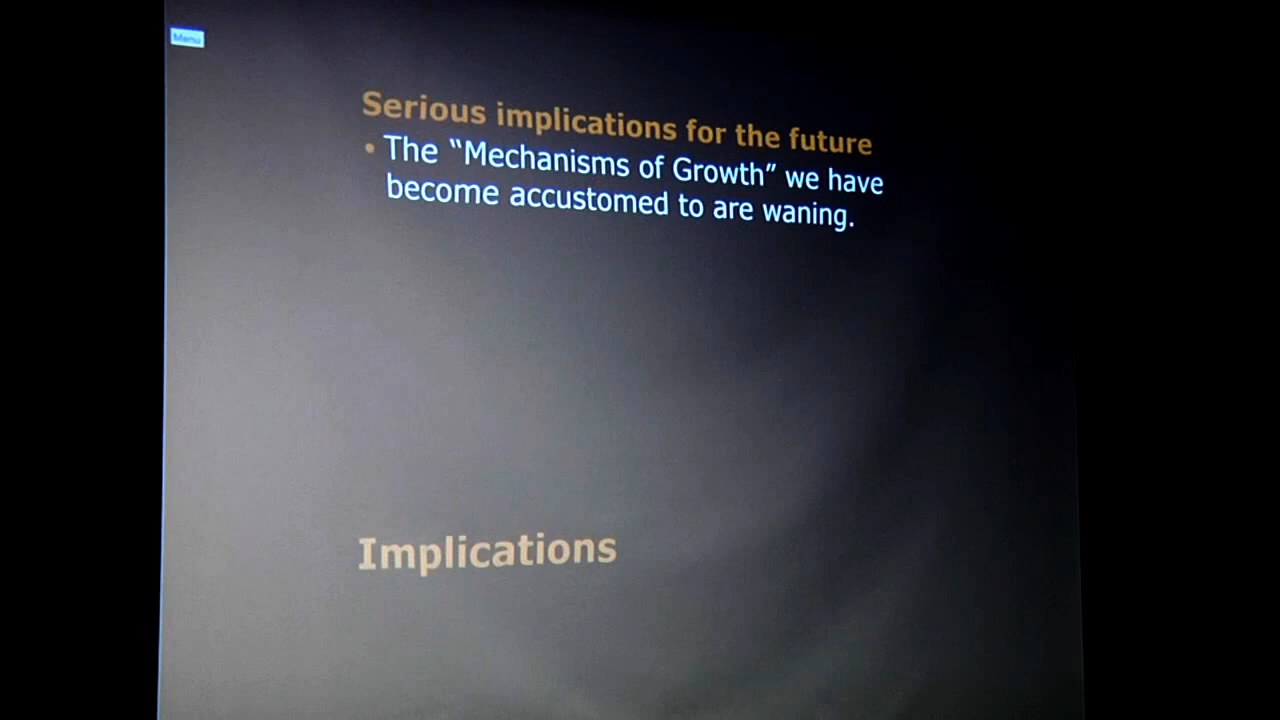 Menu
Serious implications for the future
• The “Mechanisms of Growth” we have
become accustomed to are waning.
Implications